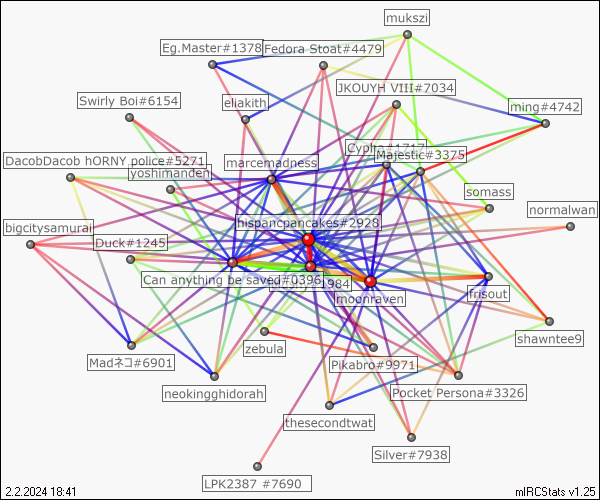 mukszi
Eg.Master#1378
Fedora Stoat#4479
JKOUYH VIII#7034
Swirly Boi#6154
eliakith
ming#4742
Cypha#1717
Majestic#3375
DacobDacob hORNY police#5271
marcemadness
yoshimanden
somass
normalwan
hispancpancakes#2928
bigcitysamurai
Duck#1245
Can anything be saved#0396
1984
moonraven
frisout
shawntee9
zebula
Madネコ#6901
Pikabro#9971
neokingghidorah
Pocket Persona#3326
thesecondtwat
Silver#7938
LPK2387 #7690
2.2.2024 18:41
mIRCStats v1.25